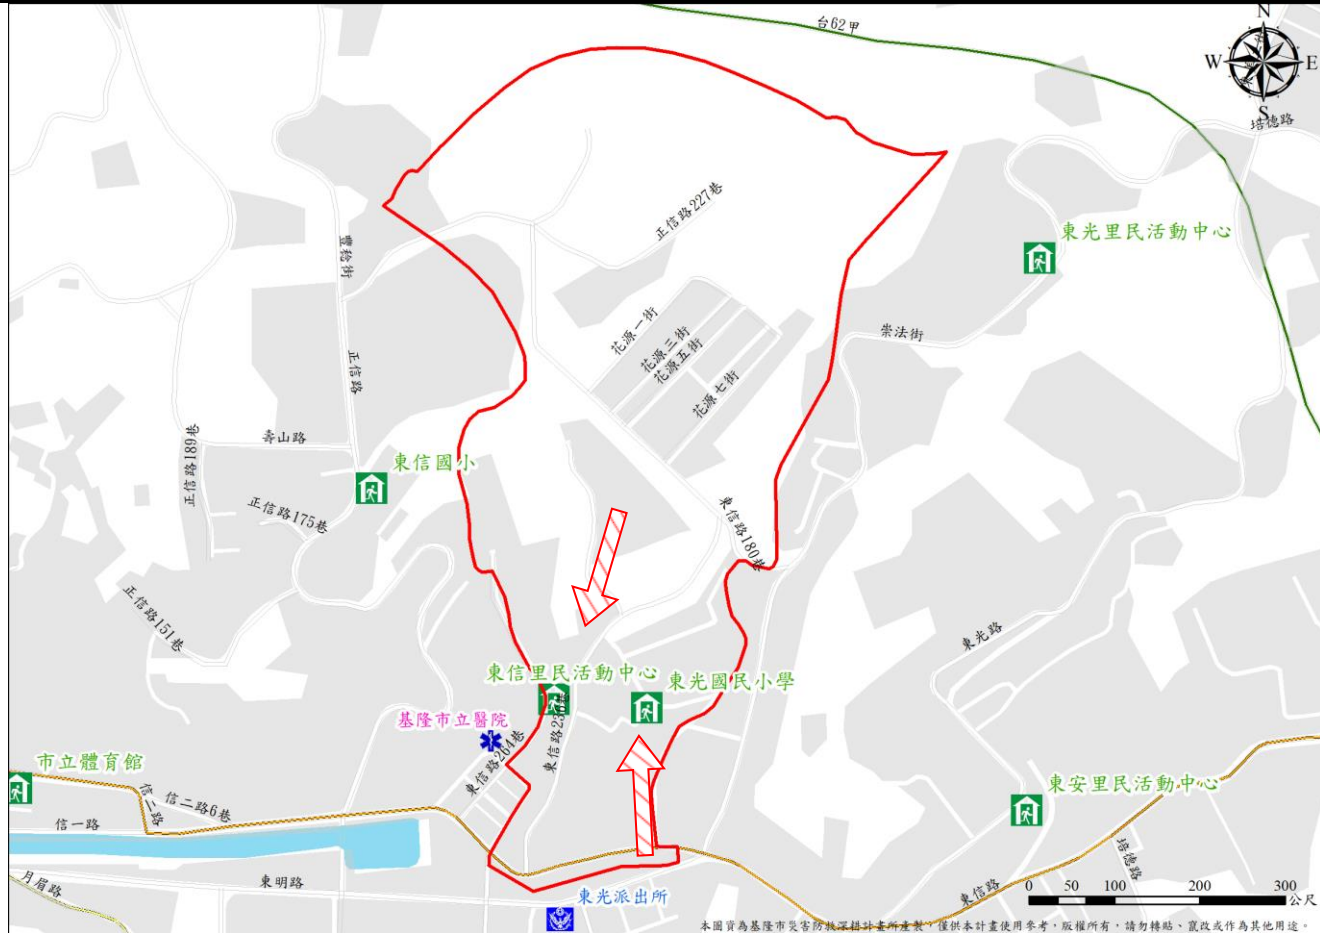 台62甲
N
W
E
S
培德路
正信路227巷
東光里民活動中心
豐稔街
花源一街
花源三街
花源五街
花源七街
崇法街
正信路
壽山路
正信路189巷
東信國小
正信路175巷
東信路180巷
正信路151巷
東光路
東信里民活動中心
東光國民小學
基隆市立醫院
東信路264巷
市立體育館
信二路
信二路6巷
信一路
東安里民活動中心
培德路
月眉路
東明路
東光派出所
東信路
0 50 100 200 300
公尺
本圖資為基隆市災害防救深耕計畫所產製，僅供本計畫使用參考，版權所有，請勿轉貼、竄改或作為其他用途。